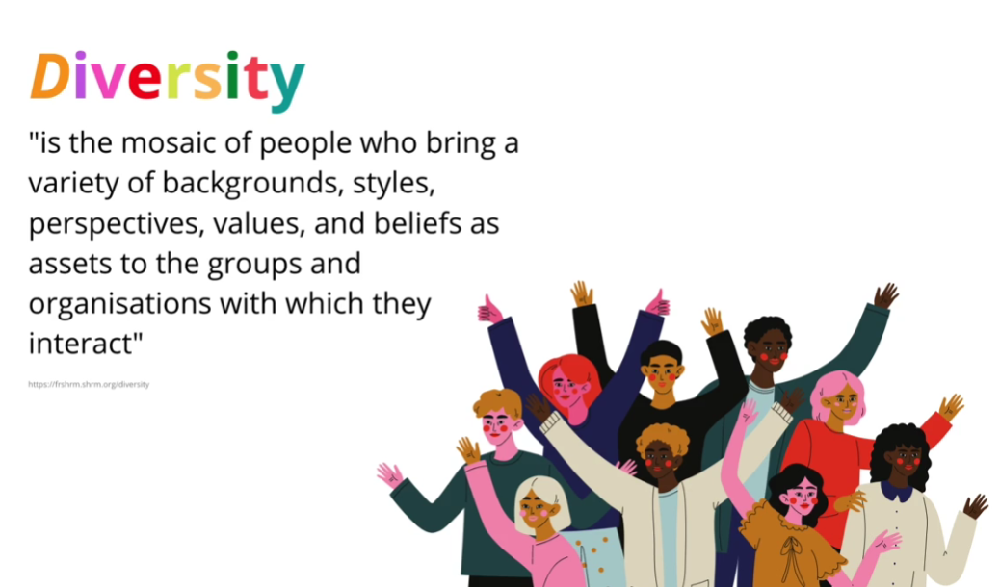 Diversity
"is the mosaic of people who bring a
variety of backgrounds, styles,
perspectives, values, and beliefs as
assets to the groups and
organisations with which they
interact"
https://frshrm.shrm.org/diversity